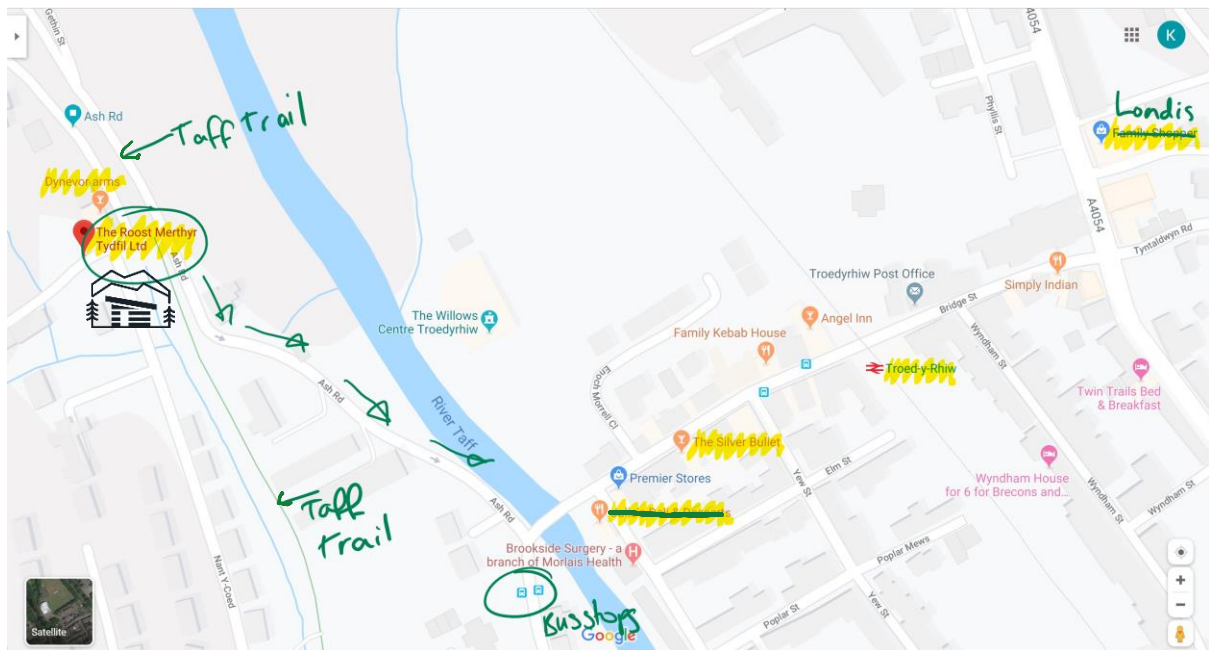 Gethin St
A4054
K
Ash Rd
Taff Trail
Phyllis St
Londis
Family Shopper
Dynevor arms
The Roost Merthyr
Tydfil Ltd
Ash Rd
A4054
Tyntaldwyn Rd
Troedyrhiw Post Office
Simply Indian
The Willows
Centre Troedyrhiw
Bridge St
Angel Inn
Family Kebab House
Wyndham St
Enoch Morrell Cl
Troed-y-Rhiw
Ash Rd
Twin Trails Bed
& Breakfast
River Taff
The Silver Bullet
Elm St
Premier Stores
Yew St
Wyndham House
for 6 for Brecons and...
Wyndham St
Wyndham St
Ash Rd
Taff
trail
Brookside Surgery - a
branch of Morlais Health
Poplar Mews
Nant Y-Coed
Busstops
Poplar St
Yew St
Google
Satellite